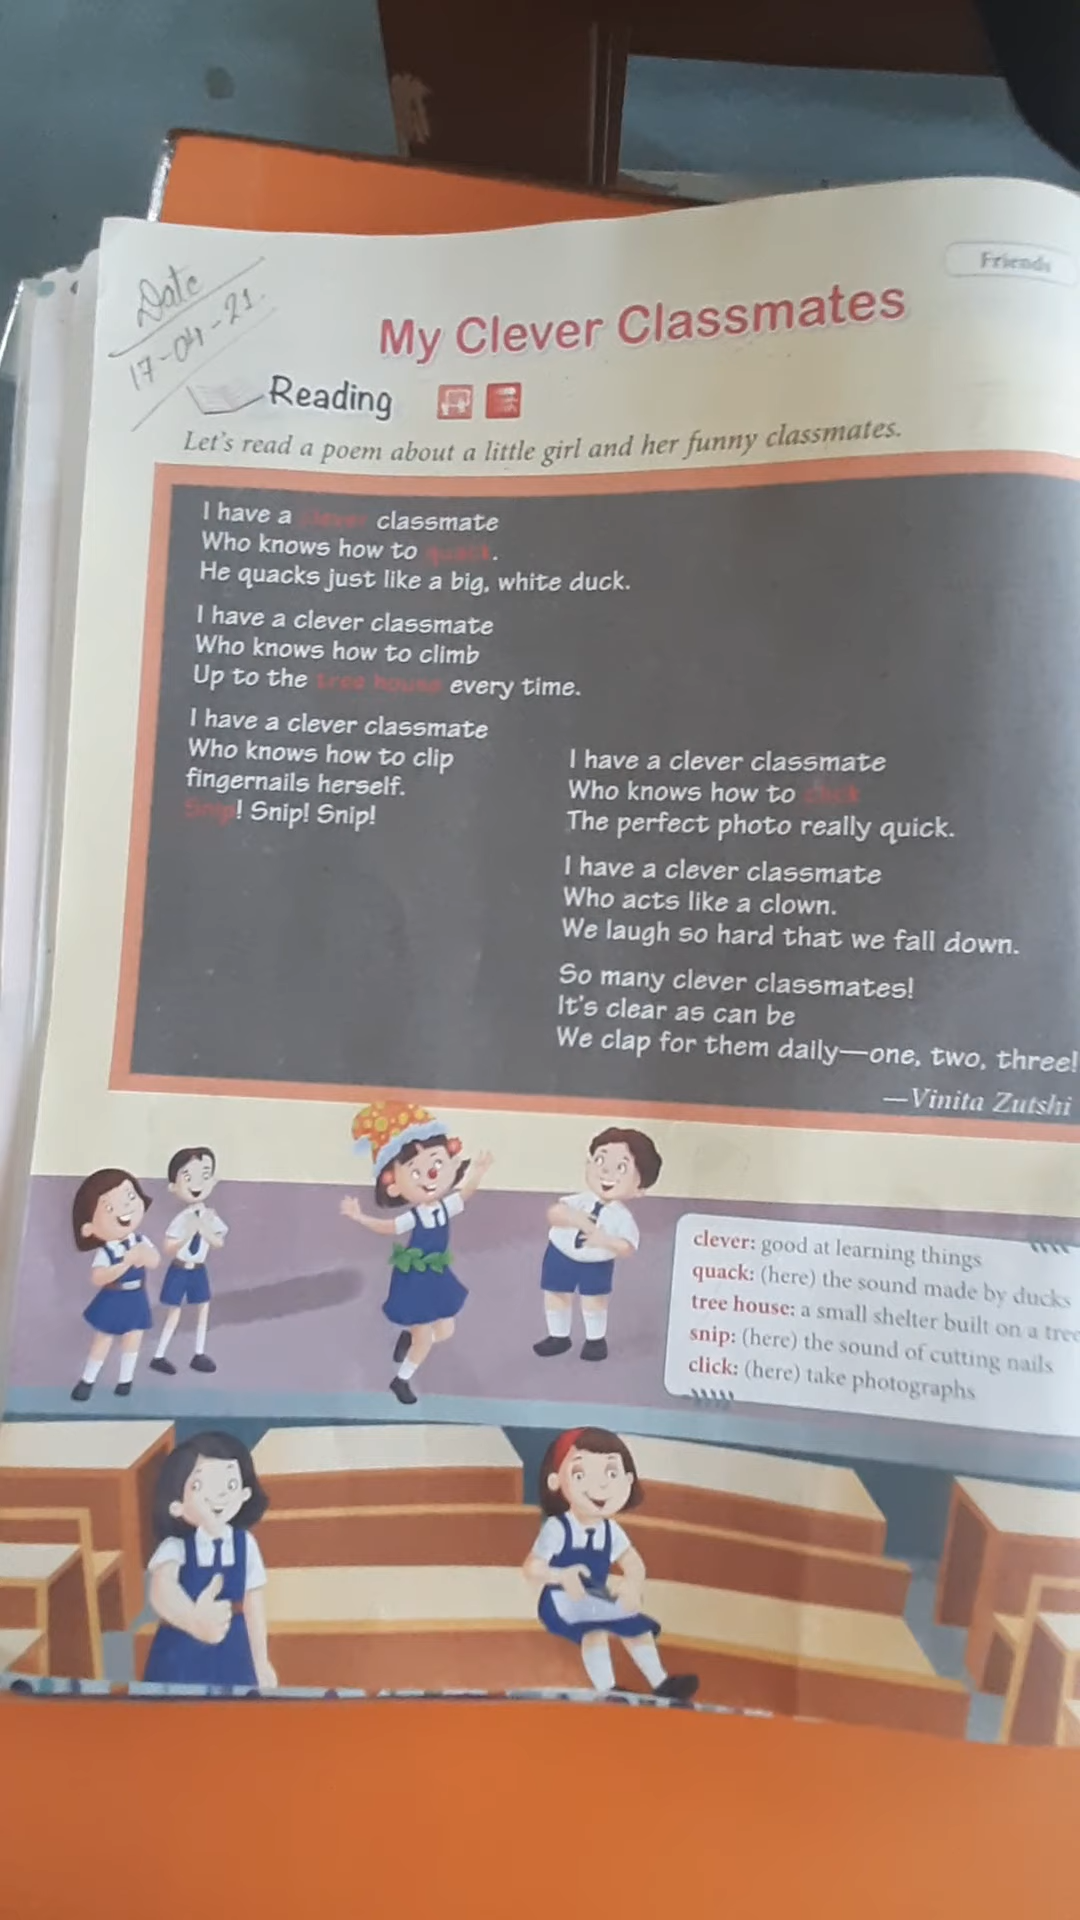 Date
17-04-21.
Friends
My Clever Classmates
Reading
Let's read a poem about a little girl and her funny classmates.
I have a clever classmate
Who knows how to quack.
He quacks just like a big, white duck.
I have a clever classmate
Who knows how to climb
Up to the tree house every time.
I have a clever classmate
Who knows how to clip
fingernails herself.
Snip! Snip! Snip!
I have a clever classmate
Who knows how to click
The perfect photo really quick.
I have a clever classmate
Who acts like a clown.
We laugh so hard that we fall down.
So many clever classmates!
It's clear as can be
We clap for them daily—one, two, three!
—Vinita Zutshi
clever: good at learning things
quack: (here) the sound made by ducks
tree house: a small shelter built on a tree
snip: (here) the sound of cutting nails
click: (here) take photographs